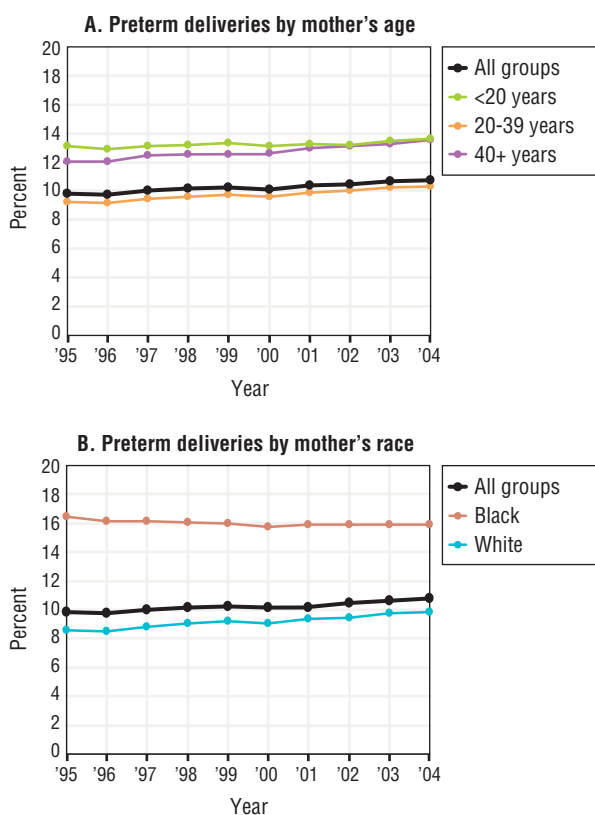 A. Preterm deliveries by mother's age
20
18
16
14
12
10
8
6
4
2
0
Percent
'95 '96 '97 '98 '99 '00 '01 '02 '03 '04
Year
All groups
<20 years
20-39 years
40+ years
B. Preterm deliveries by mother's race
20
18
16
14
12
10
8
6
4
2
0
Percent
'95 '96 '97 '98 '99 '00 '01 '02 '03 '04
Year
All groups
Black
White